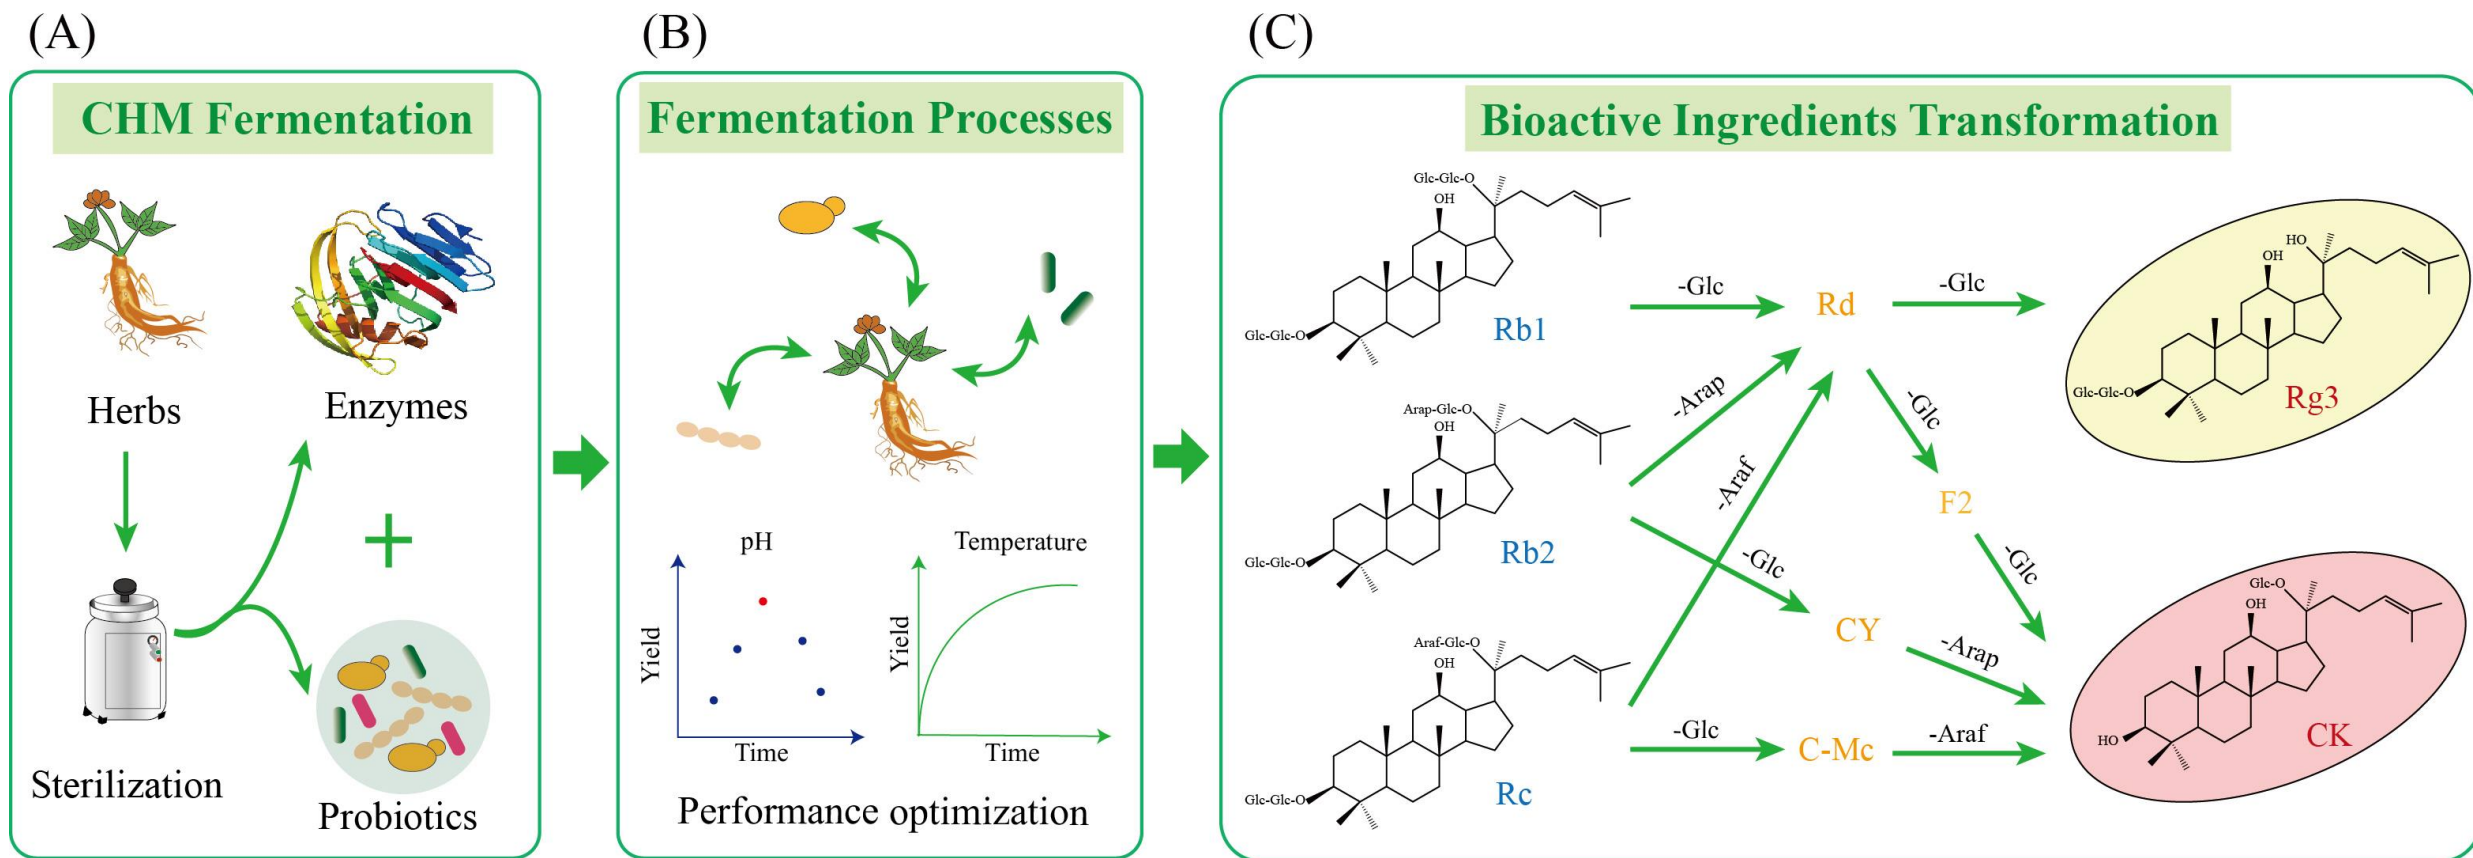 (A)
CHM Fermentation
Herbs
Enzymes
+
Sterilization
Probiotics
(B)
Fermentation Processes
pH
Yield
Time
Temperature
Yield
Time
Performance optimization
(C)
Bioactive Ingredients Transformation
Glc-Glc-O
OH
Glc-Glc-O
Rb1
-Glc
Rd
-Glc
HO
OH
Glc-Glc-O
Rg3
Arap-Glc-O
OH
Glc-Glc-O
Rb2
-Arap
-Araf
-Glc
-Glc
F2
-Glc
CY
-Arap
Araf-Glc-O
OH
Glc-Glc-O
Rc
-Glc
C-Mc
-Araf
Glc-O
OH
HO
CK